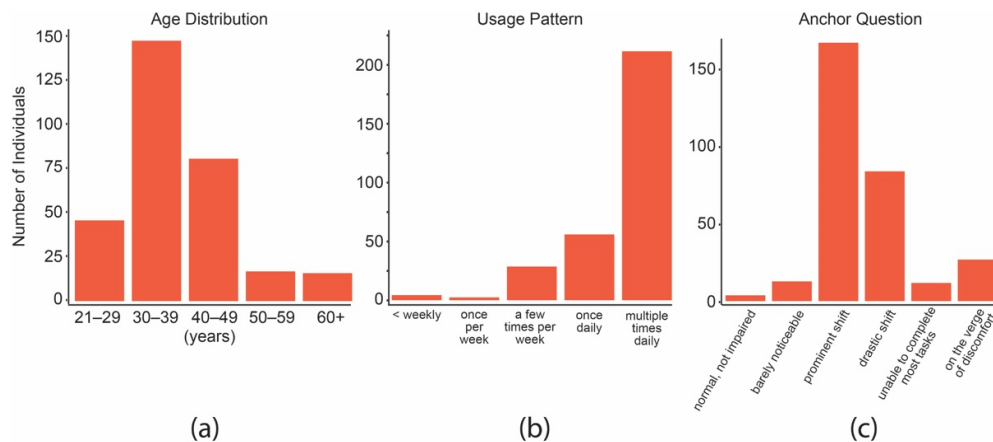 Age Distribution
Number of Individuals
150
125
100
75
50
25
0
21–29 30–39 40–49 50–59 60+
(years)
(a)
Usage Pattern
200
150
100
50
0
< weekly
once
per
week
a few
times per
week
once
daily
multiple
times
daily
(b)
Anchor Question
150
100
50
0
normal, not impaired
barely noticeable
prominent shift
drastic shift
unable to complete
most tasks
on the verge
of discomfort
(c)